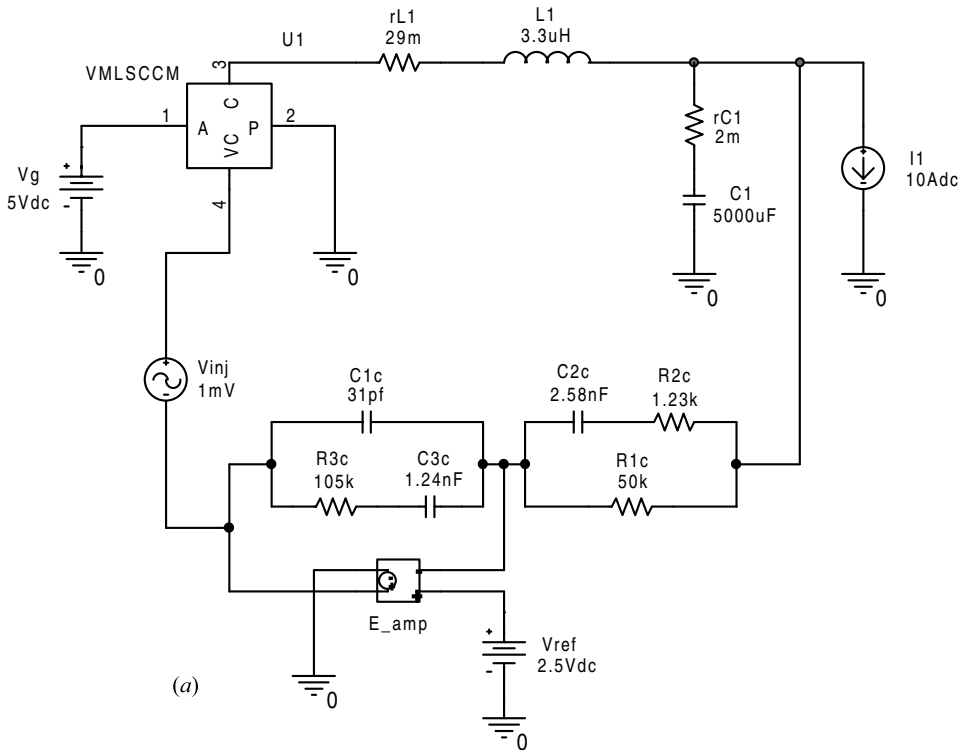 rL1
29m
L1
3.3uH
U1
VMLSCCM
3
C
1
A
P
2
VC
4
Vg
5Vdc
+
-
0
0
rC1
2m
C1
5000uF
0
+
-
I1
10Adc
0
+
-
Vinj
1mV
C1c
31pf
R3c
105k
C3c
1.24nF
C2c
2.58nF
R2c
1.23k
R1c
50k
E_amp
+
-
Vref
2.5Vdc
0
0
(a)